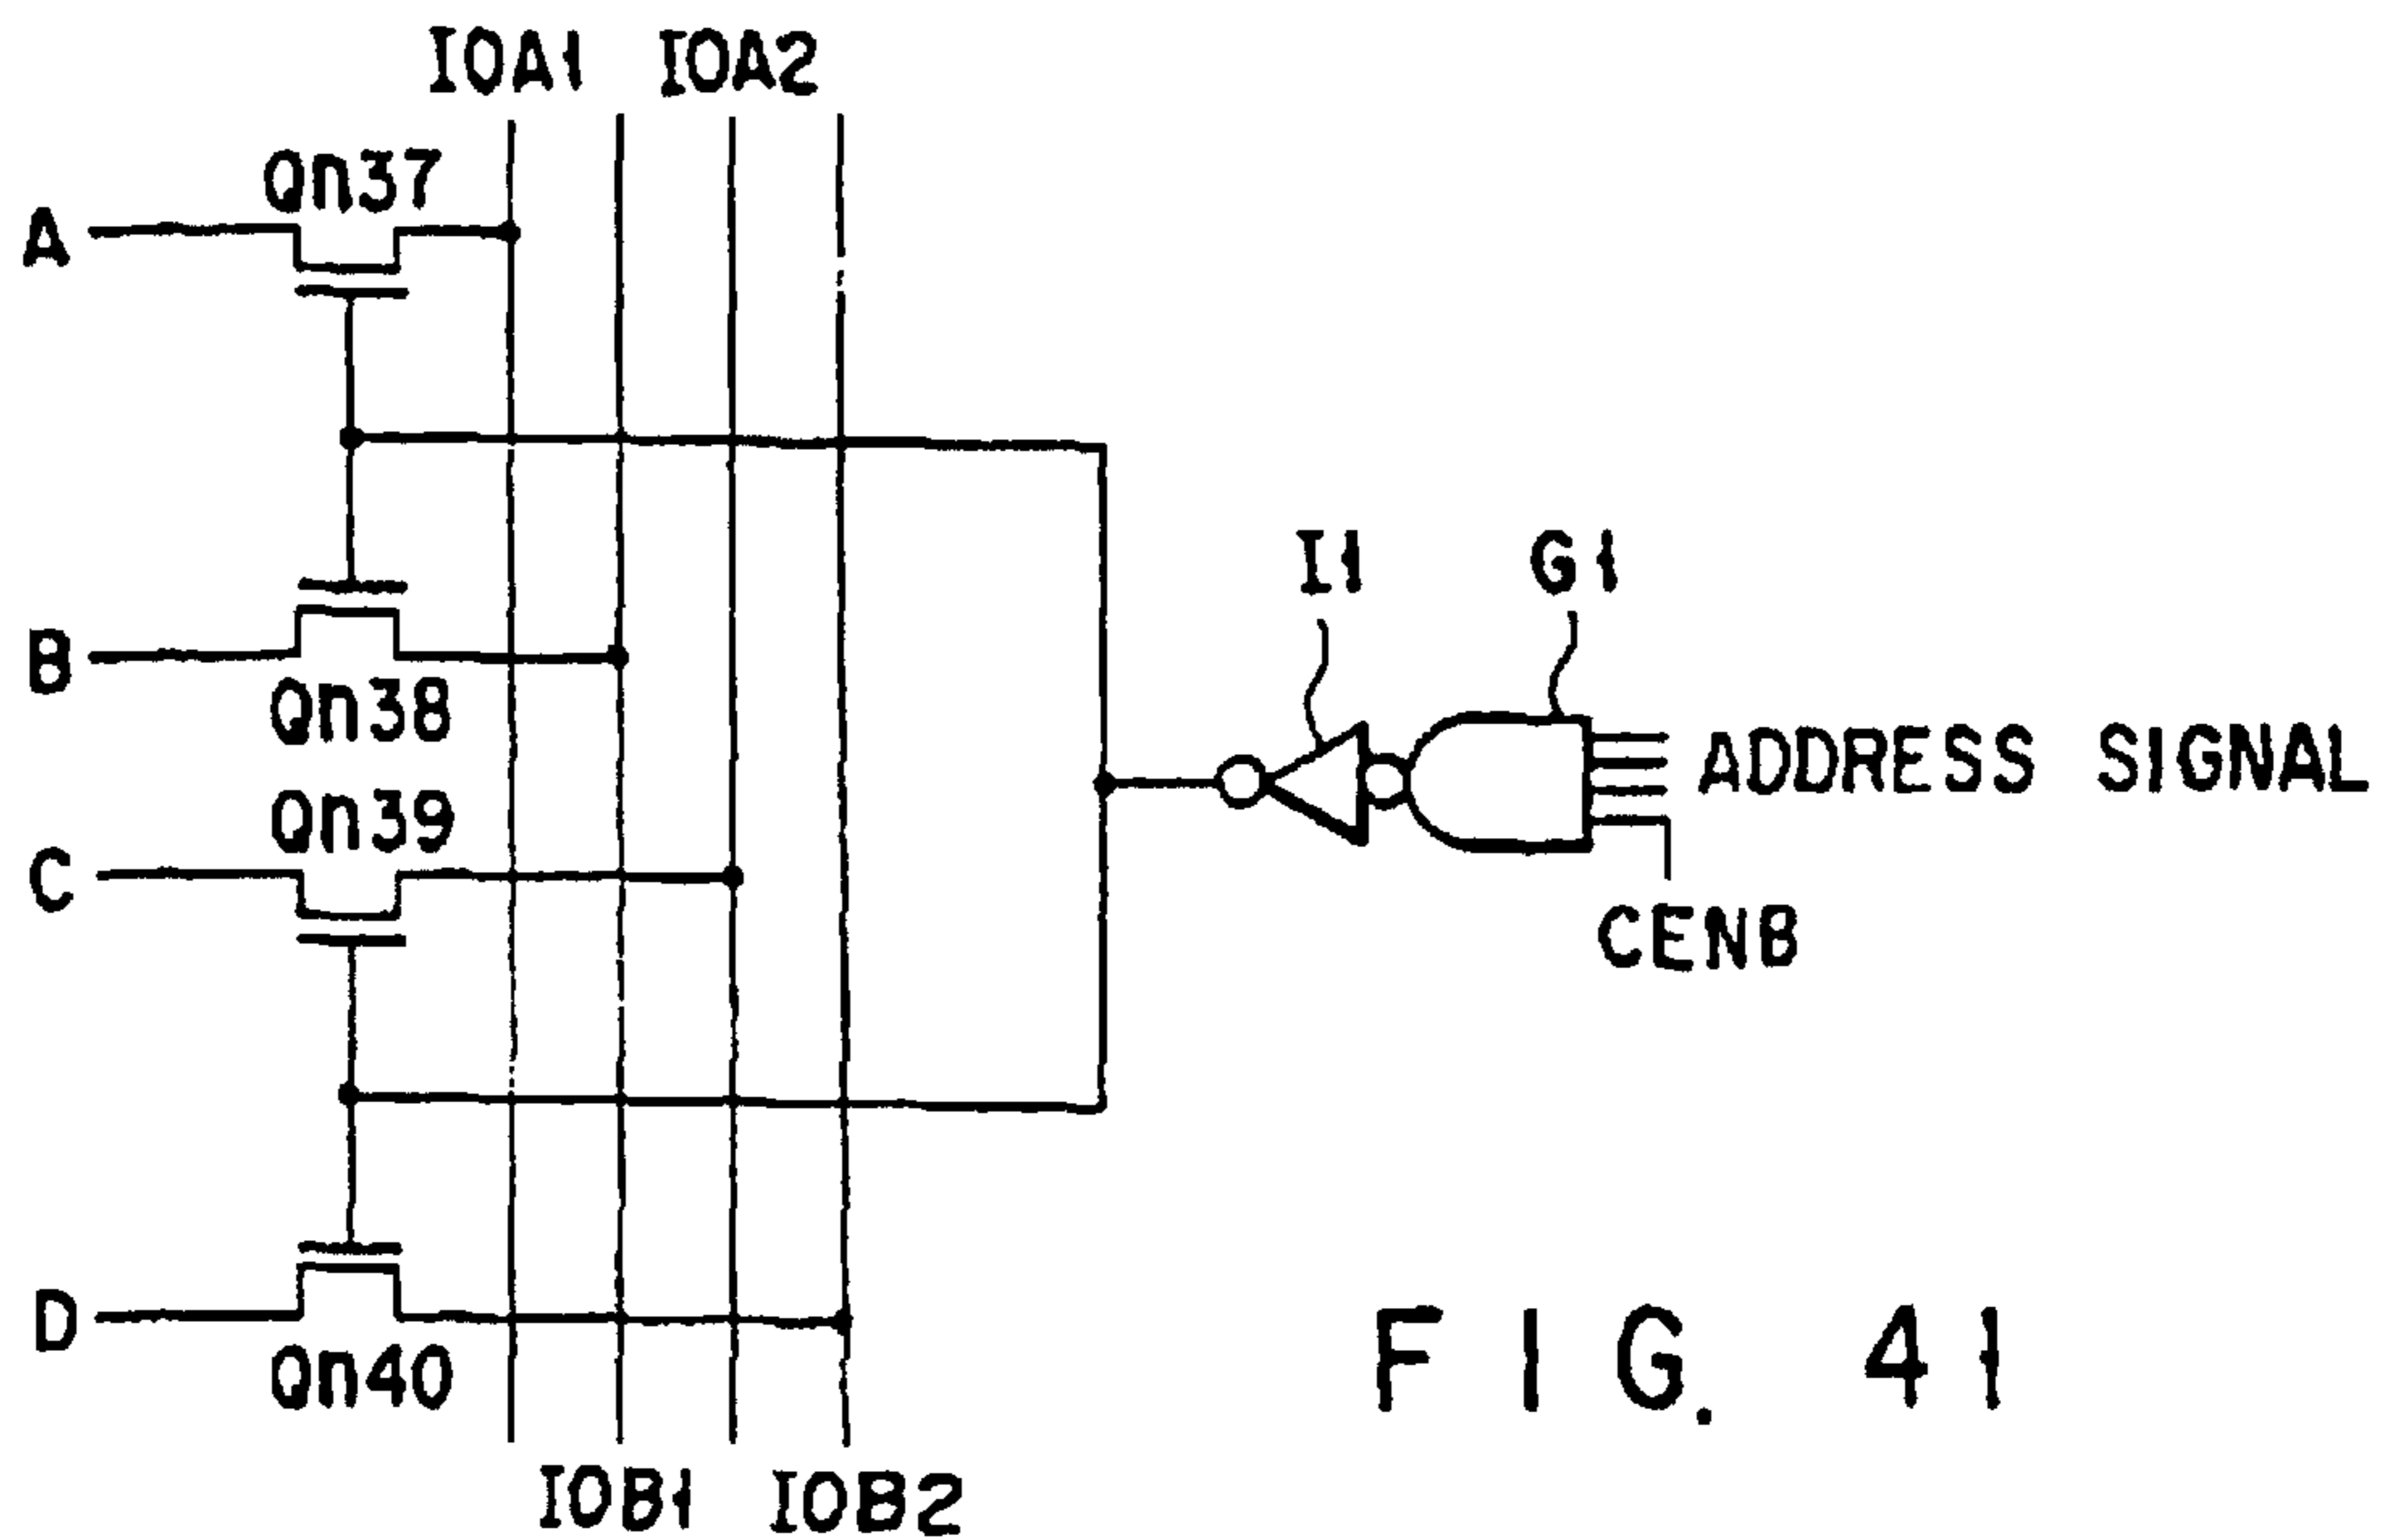 IOA1 IOA2
Qn37
A
I1 G1
B
Qn38
ADDRESS SIGNAL
Qn39
C
CENB
D
Qn40
FIG. 41
IOB1 IOB2